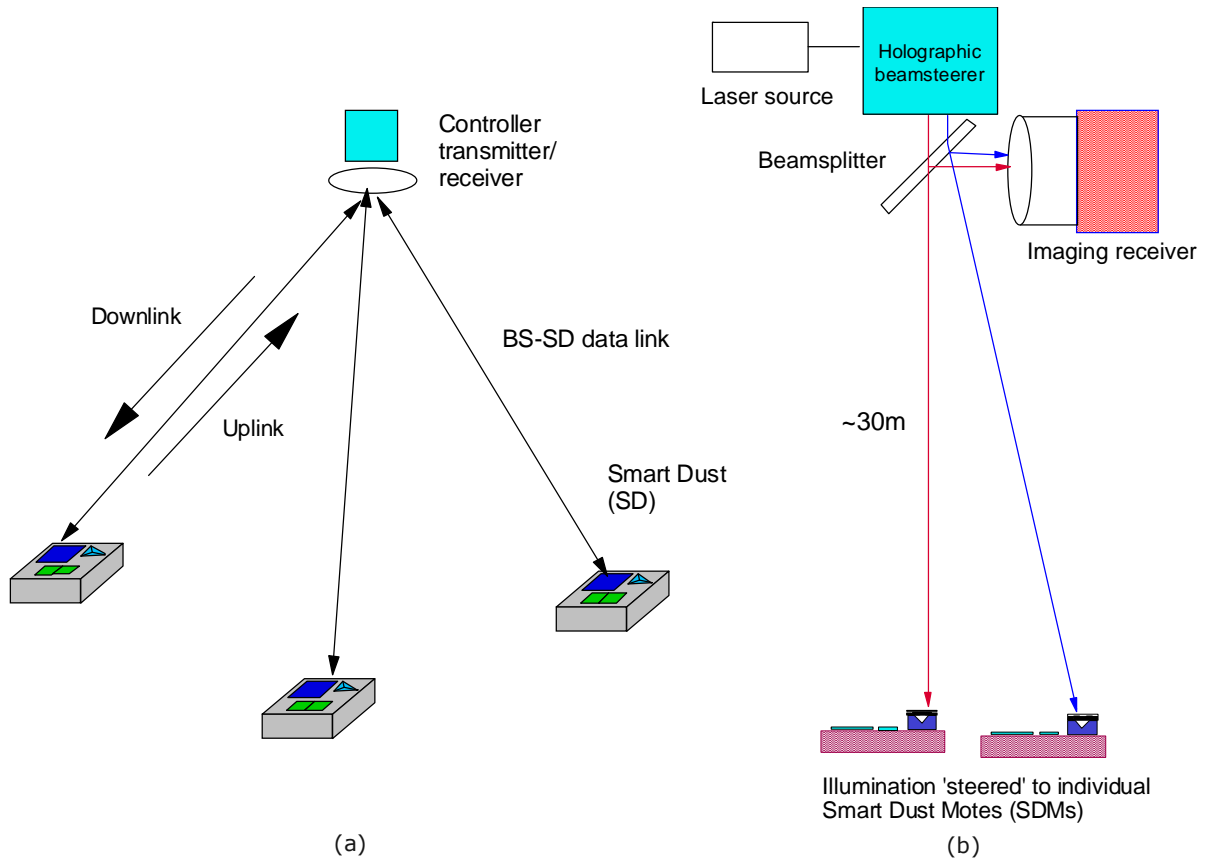 Controller
transmitter/
receiver
Downlink
Uplink
BS-SD data link
Smart Dust
(SD)
(a)
Laser source
Holographic
beamsteerer
Beamsplitter
Imaging receiver
~30m
Illumination 'steered' to individual
Smart Dust Motes (SDMs)
(b)